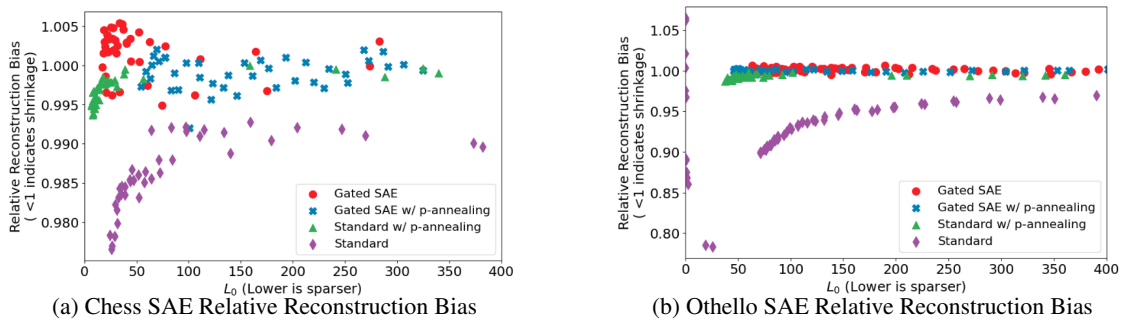 Relative Reconstruction Bias
( <1 indicates shrinkage)
1.005
1.000
0.995
0.990
0.985
0.980
Gated SAE
Gated SAE w/ p-annealing
Standard w/ p-annealing
Standard
0 50 100 150 200 250 300 350 400
L0 (Lower is sparser)
(a) Chess SAE Relative Reconstruction Bias
Relative Reconstruction Bias
( <1 indicates shrinkage)
1.05
1.00
0.95
0.90
0.85
0.80
Gated SAE
Gated SAE w/ p-annealing
Standard w/ p-annealing
Standard
0 50 100 150 200 250 300 350 400
L0 (Lower is sparser)
(b) Othello SAE Relative Reconstruction Bias